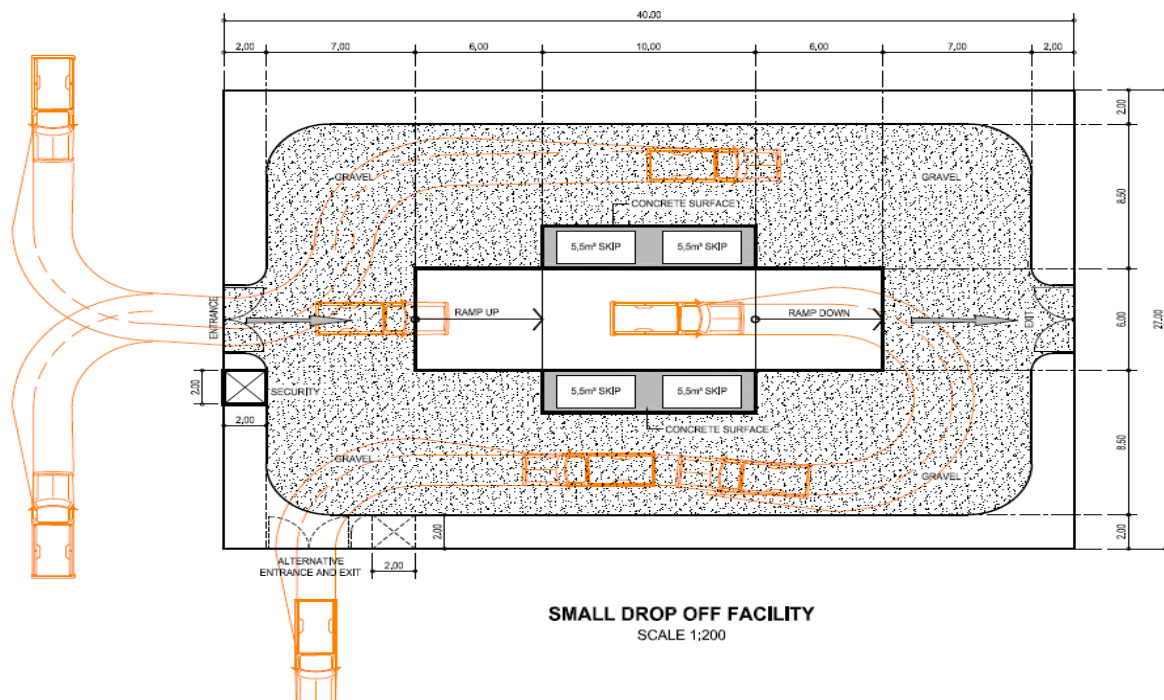 40.00
2,00 7,00 6,00 10,00 6,00 7,00 2,00
2,00
GRAVEL
GRAVEL
CONCRETE SURFACE
8,50
5,5m³ SKIP 5,5m³ SKIP
ENTRANCE
RAMP UP
RAMP DOWN
EXIT
6,00
27,00
2,00
SECURITY
5,5m³ SKIP 5,5m³ SKIP
2,00
CONCRETE SURFACE
8,50
GRAVEL
GRAVEL
2,00
2,00
ALTERNATIVE
ENTRANCE AND EXIT
2,00
SMALL DROP OFF FACILITY
SCALE 1:200